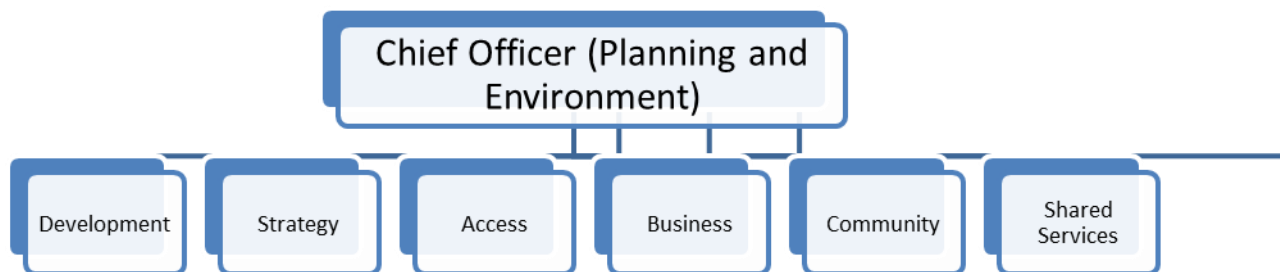 Chief Officer (Planning and
Environment)
Development
Strategy
Access
Business
Community
Shared
Services